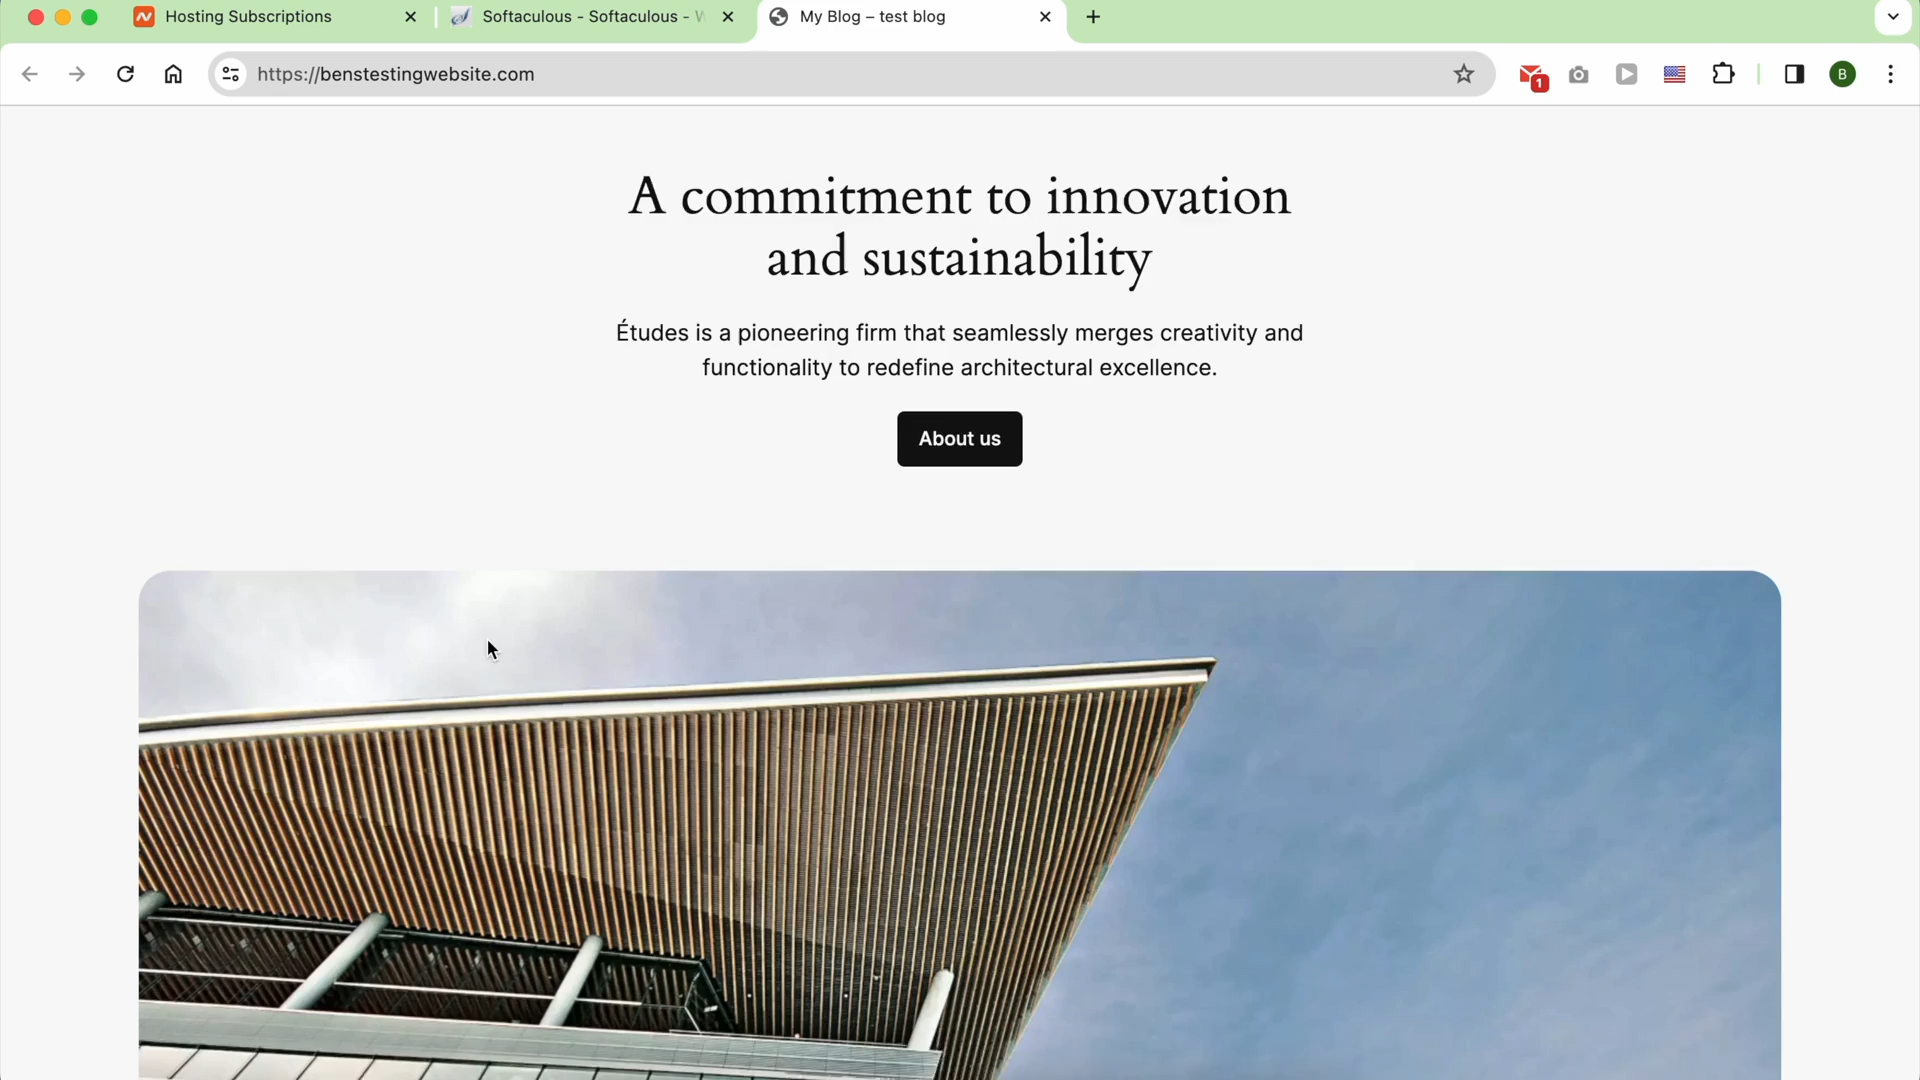 Hosting Subscriptions
Softaculous - Softaculous -
My Blog – test blog
https://benstestingwebsite.com
1
B
A commitment to innovation
and sustainability
Études is a pioneering firm that seamlessly merges creativity and
functionality to redefine architectural excellence.
About us